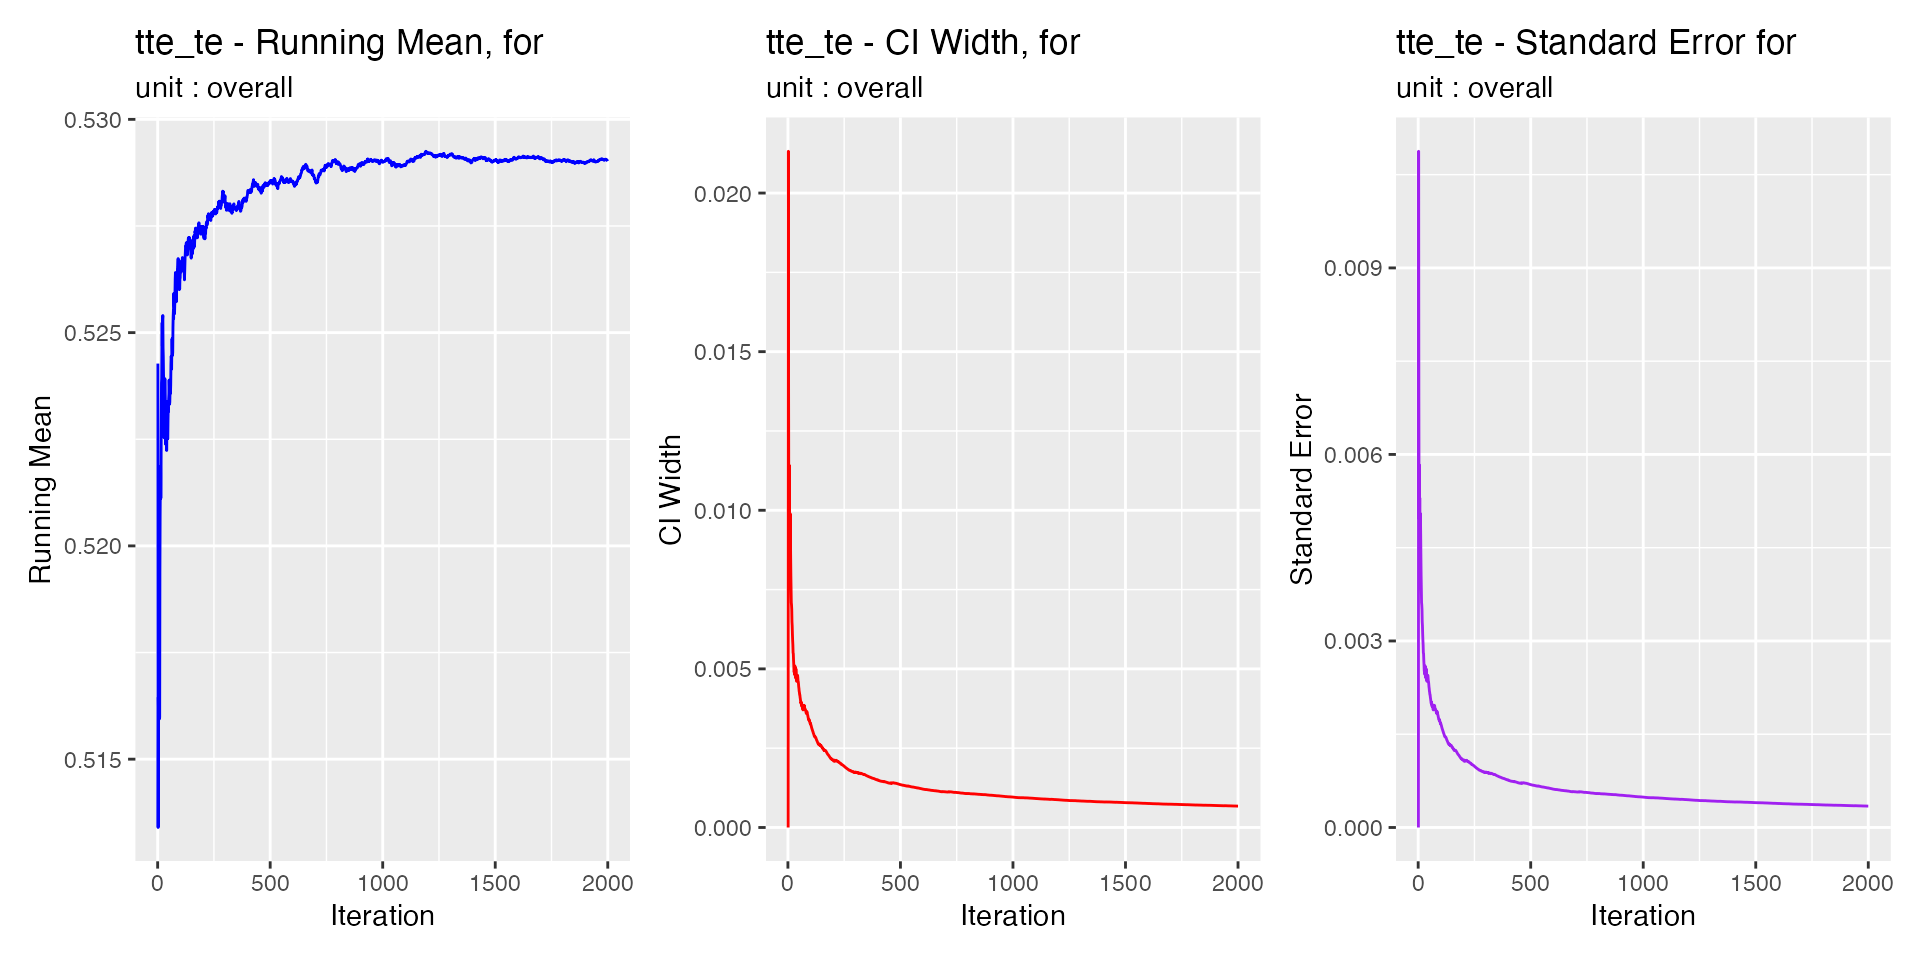 tte_te - Running Mean, for
unit : overall
0.530
0.525
0.520
0.515
Running Mean
0 500 1000 1500 2000
Iteration
tte_te - CI Width, for
unit : overall
0.020
0.015
0.010
0.005
0.000
CI Width
0 500 1000 1500 2000
Iteration
tte_te - Standard Error for
unit : overall
0.009
0.006
0.003
0.000
Standard Error
0 500 1000 1500 2000
Iteration